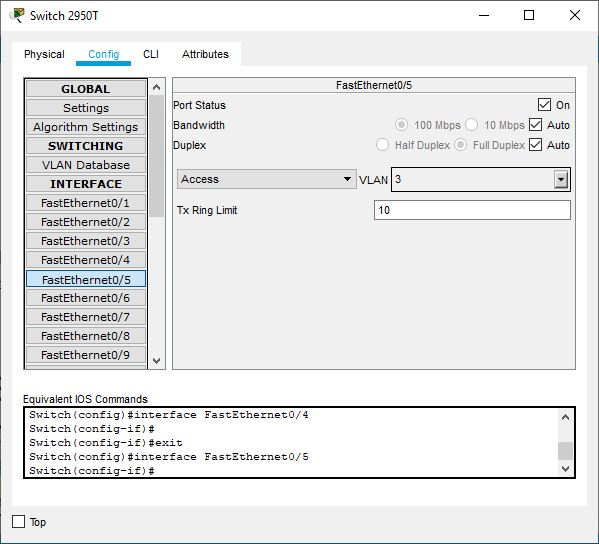 Switch 2950T
Physical Config CLI Attributes
GLOBAL
Settings
Algorithm Settings
SWITCHING
VLAN Database
INTERFACE
FastEthernet0/1
FastEthernet0/2
FastEthernet0/3
FastEthernet0/4
FastEthernet0/5
FastEthernet0/6
FastEthernet0/7
FastEthernet0/8
FastEthernet0/9
FastEthernet0/5
Port Status On
Bandwidth 100 Mbps 10 Mbps Auto
Duplex Half Duplex Full Duplex Auto
Access VLAN 3
Tx Ring Limit 10
Equivalent IOS Commands
Switch(config)#interface FastEthernet0/4
Switch(config-if)#
Switch(config-if)#exit
Switch(config)#interface FastEthernet0/5
Switch(config-if)#
Top